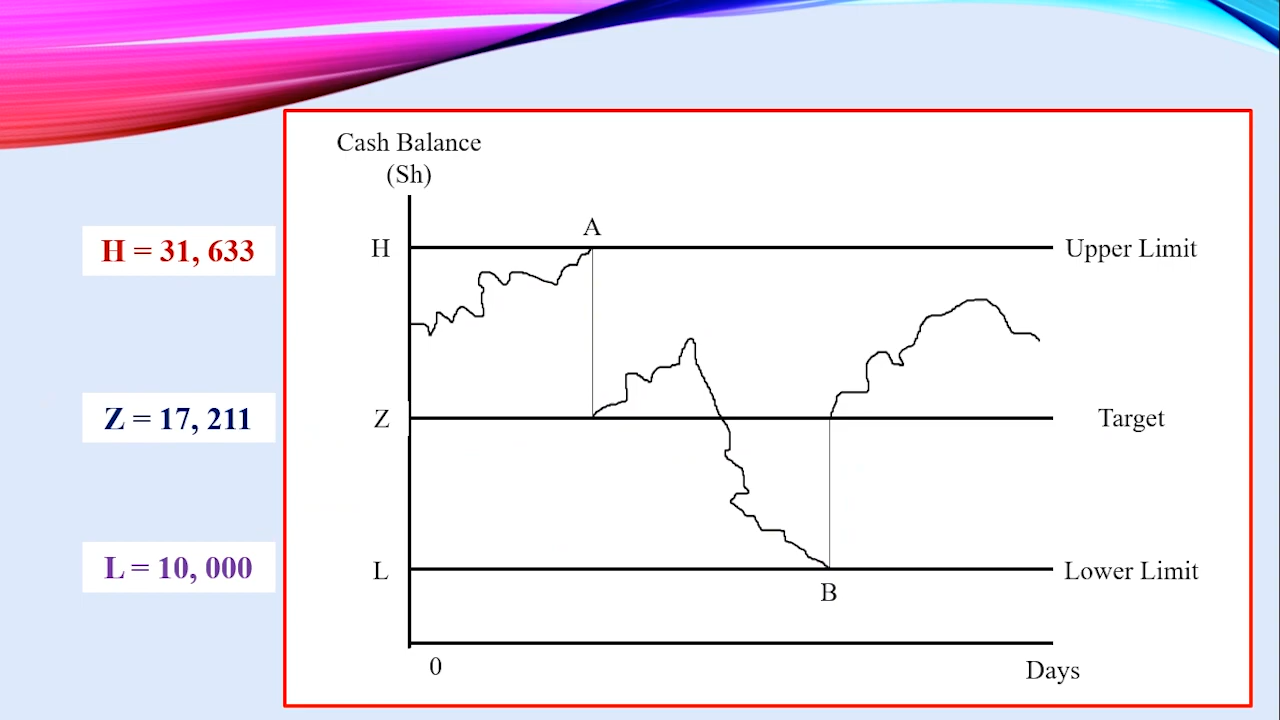 Cash Balance
(Sh)
A
H = 31, 633
H
Upper Limit
Z = 17, 211
Z
Target
L = 10, 000
L
Lower Limit
B
0
Days